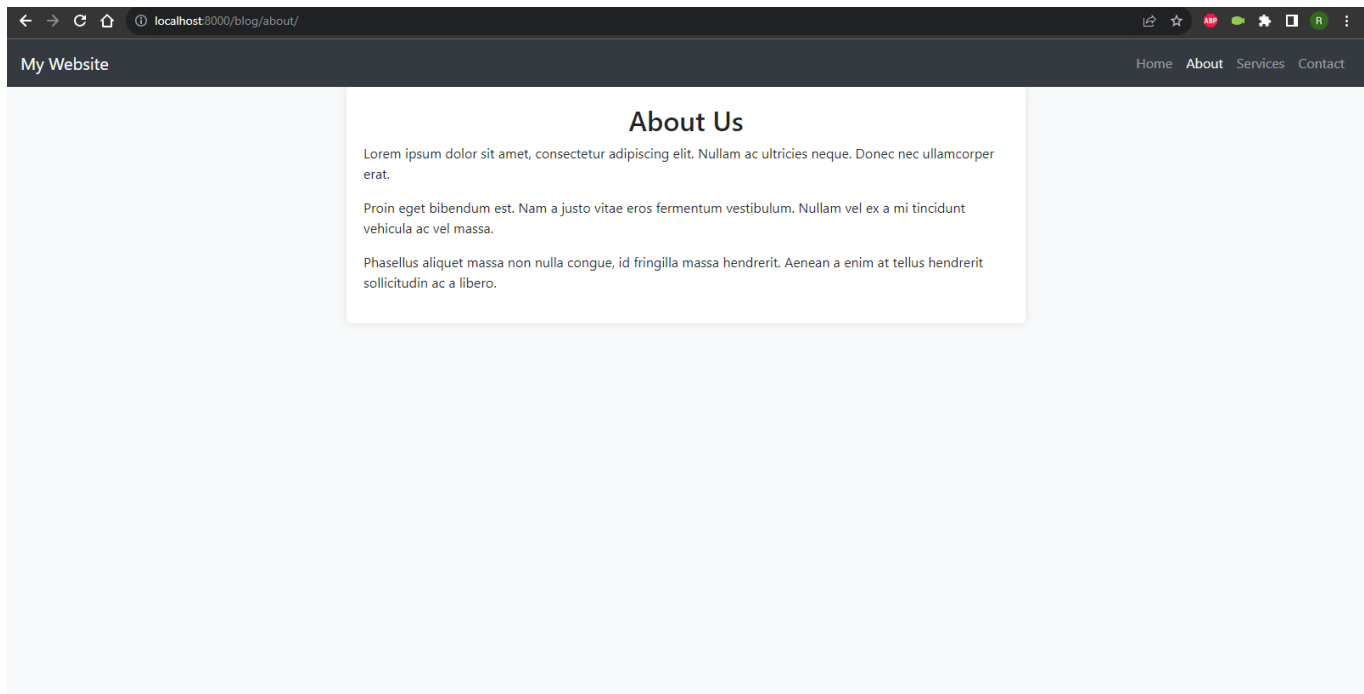 localhost:8000/blog/about/
ABP
R
My Website
Home About Services Contact
About Us
Lorem ipsum dolor sit amet, consectetur adipiscing elit. Nullam ac ultricies neque. Donec nec ullamcorper
erat.
Proin eget bibendum est. Nam a justo vitae eros fermentum vestibulum. Nullam vel ex a mi tincidunt
vehicula ac vel massa.
Phasellus aliquet massa non nulla congue, id fringilla massa hendrerit. Aenean a enim at tellus hendrerit
sollicitudin ac a libero.